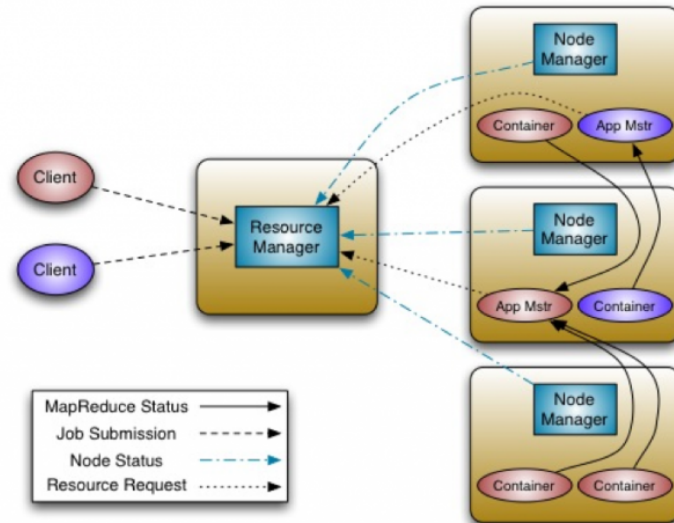 Node
Manager
Container
App Mstr
Client
Client
Resource
Manager
Node
Manager
App Mstr
Container
Node
Manager
Container
Container
MapReduce Status
Job Submission
Node Status
Resource Request